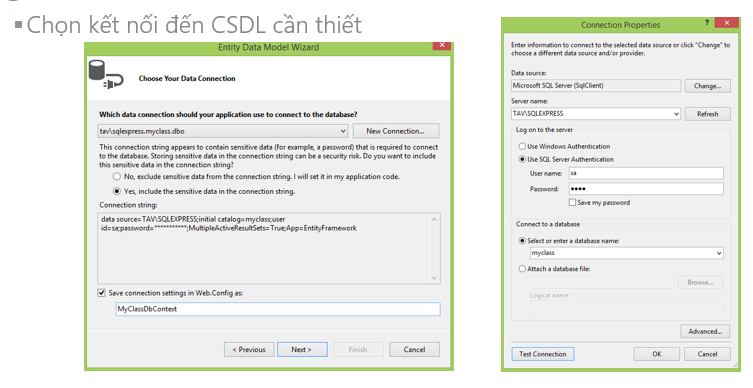 Chọn kết nối đến CSDL cần thiết
Entity Data Model Wizard
Choose Your Data Connection
Which data connection should your application use to connect to the database?
tav\sqlexpress.myclass.dbo
New Connection...
This connection string appears to contain sensitive data (for example, a password) that is required to
connect to the database. Storing sensitive data in the connection string can be a security risk. Do you want to include
this sensitive data in the connection string?
No, exclude sensitive data from the connection string. I will set it in my application code.
Yes, include the sensitive data in the connection string.
Connection string:
data source=TAV\SQLEXPRESS;initial catalog=myclass;user
id=sa;password=***********;MultipleActiveResultSets=True;App=EntityFramework
Save connection settings in Web.Config as:
MyClassDbContext
< Previous
Next >
Finish
Cancel
Connection Properties
?
Enter information to connect to the selected data source or click "Change" to
choose a different data source and/or provider.
Data source:
Microsoft SQL Server (SqlClient)
Change...
Server name:
TAV\SQLEXPRESS
Refresh
Log on to the server
Use Windows Authentication
Use SQL Server Authentication
User name:
sa
Password:
••••
Save my password
Connect to a database
Select or enter a database name:
myclass
Attach a database file:
Browse...
Logical name:
Advanced...
Test Connection
OK
Cancel